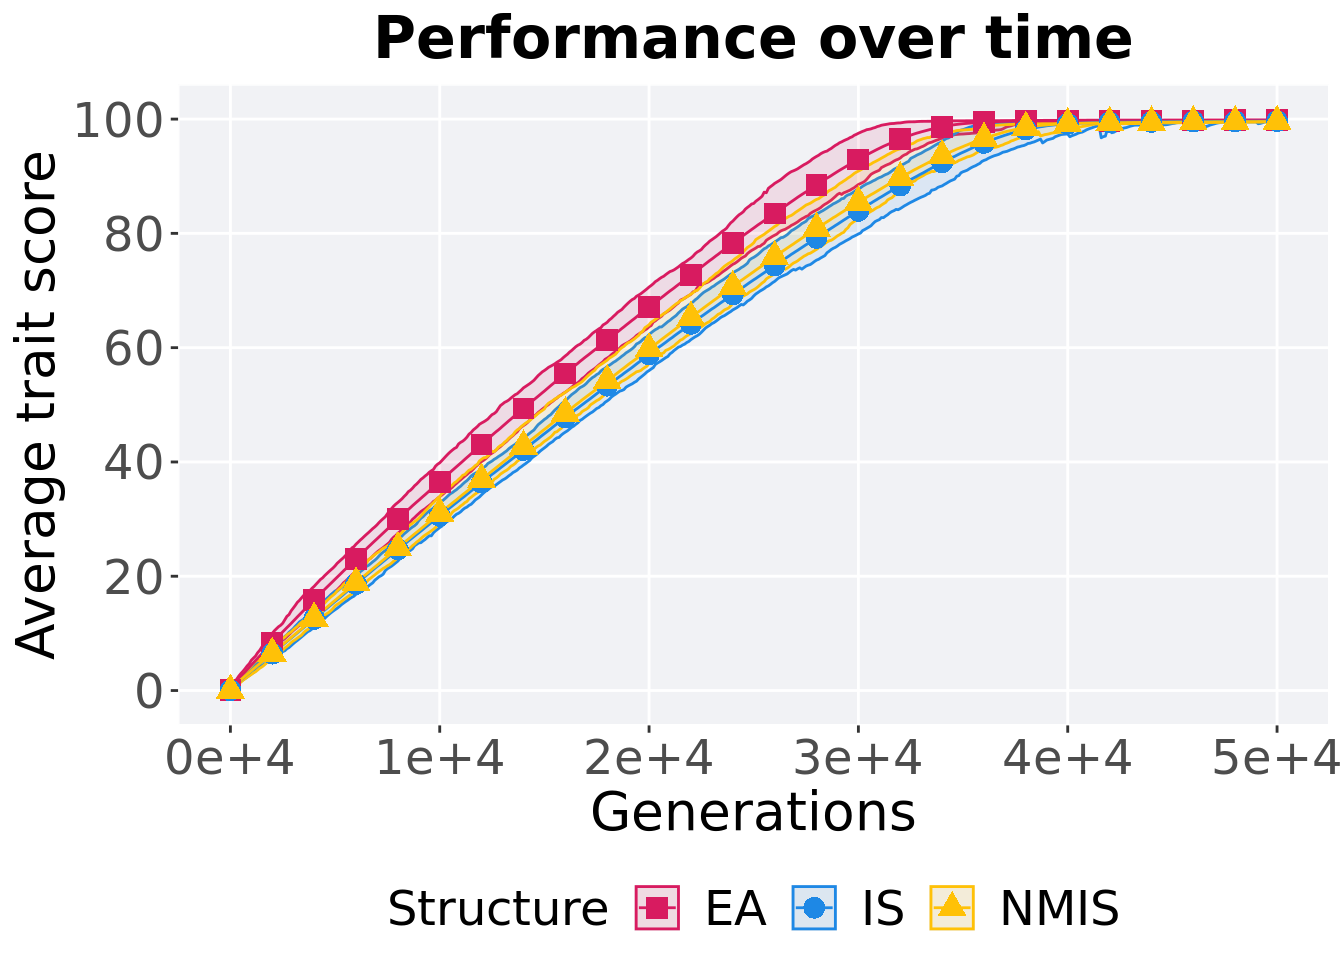 Performance over time
Average trait score
100
80
60
40
20
0
0e+4 1e+4 2e+4 3e+4 4e+4 5e+4
Generations
Structure EA IS NMIS